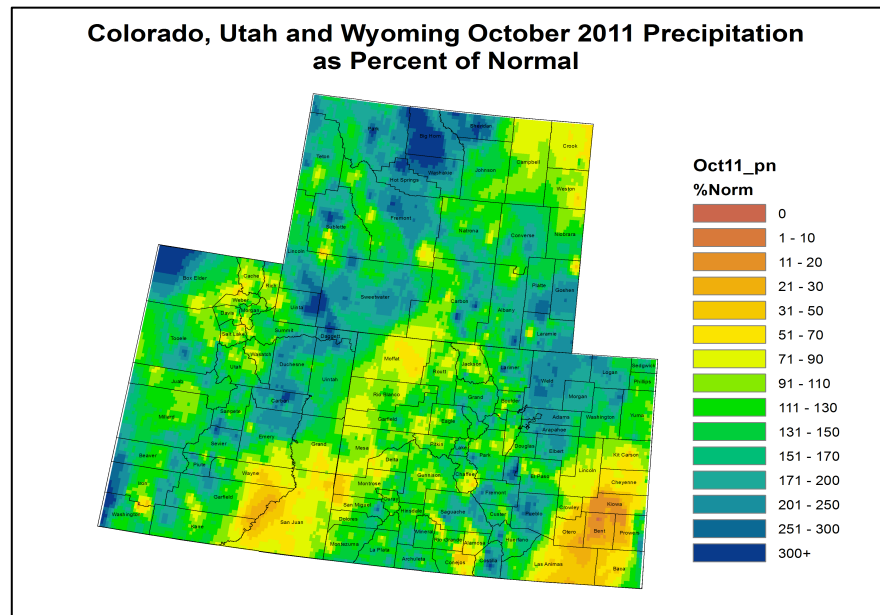 Colorado, Utah and Wyoming October 2011 Precipitation
as Percent of Normal
Oct11_pn
%Norm
0
1 - 10
11 - 20
21 - 30
31 - 50
51 - 70
71 - 90
91 - 110
111 - 130
131 - 150
151 - 170
171 - 200
201 - 250
251 - 300
300+
Park
Big Horn
Sheridan
Crook
Campbell
Teton
Johnson
Washakie
Hot Springs
Weston
Fremont
Sublette
Natrona
Converse
Niobrara
Lincoln
Platte
Goshen
Sweetwater
Carbon
Albany
Uinta
Laramie
Box Elder
Cache
Rich
Weber
Morgan
Davis
Salt Lake
Summit
Daggett
Tooele
Wasatch
Duchesne
Utah
Uintah
Juab
Carbon
Millard
Sanpete
Emery
Grand
Sevier
Beaver
Piute
Wayne
Iron
Garfield
Washington
Kane
San Juan
Moffat
Routt
Jackson
Larimer
Weld
Logan
Sedgwick
Phillips
Morgan
Grand
Boulder
Rio Blanco
Adams
Washington
Yuma
Arapahoe
Garfield
Eagle
Douglas
Elbert
Pitkin
Lake
Park
Kit Carson
Mesa
Delta
Lincoln
Gunnison
Chaffee
El Paso
Cheyenne
Montrose
Fremont
Kiowa
Crowley
Ouray
San Miguel
Hinsdale
Saguache
Custer
Pueblo
Bent
Prowers
Otero
Dolores
Mineral
Huerfano
Rio Grande
Alamosa
Montezuma
La Plata
Archuleta
Conejos
Costilla
Las Animas
Baca